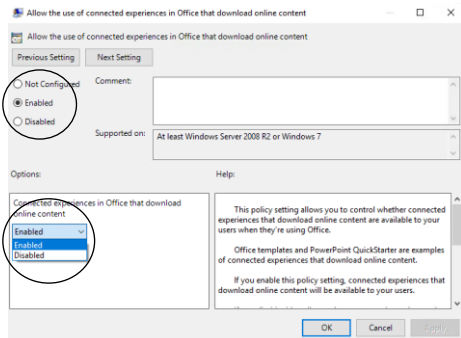 Allow the use of connected experiences in Office that download online content
Allow the use of connected experiences in Office that download online content
Previous Setting
Next Setting
Not Configured
Comment:
Enabled
Disabled
Supported on:
At least Windows Server 2008 R2 or Windows 7
Options:
Help:
Connected experiences in Office that download
online content
Enabled
Enabled
Disabled
This policy setting allows you to control whether connected
experiences that download online content are available to your
users when they're using Office.
Office templates and PowerPoint QuickStarter are examples
of connected experiences that download online content.
If you enable this policy setting, connected experiences that
download online content will be available to your users.
OK
Cancel
Apply